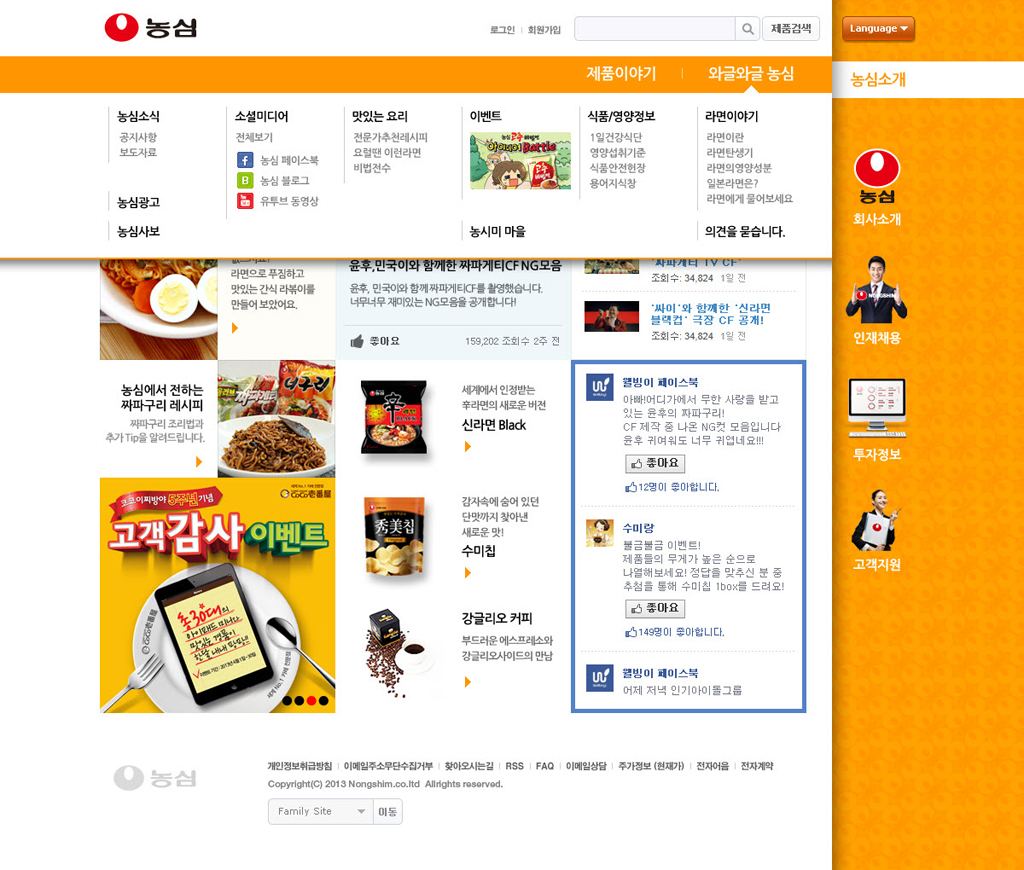 농심
로그인
회원가입
제품검색
Language
제품이야기
와글와글 농심
농심소개
농심소식
공지사항
보도자료
농심광고
농심사보
소셜미디어
전체보기
농심 페이스북
농심 블로그
유투브 동영상
맛있는 요리
전문가추천레시피
요럴땐 이런라면
비법전수
이벤트
Battle
농시미 마을
식품/영양정보
1일건강식단
영양섭취기준
식품안전헌장
용어지식창
라면이야기
라면이란
라면탄생기
라면의영양성분
일본라면은?
라면에게 물어보세요
의견을 묻습니다.
농심
회사소개
인재채용
투자정보
고객지원
라면으로 푸짐하고
맛있는 간식 라볶이를
만들어 보았어요.
윤후,민국이와 함께한 짜파게티CF NG모음
윤후, 민국이와 함께 짜파게티CF를 촬영했습니다.
너무너무 재미있는 NG모음을 공개합니다!
좋아요
159,202 조회수 2주 전
'짜파게티 TV CF'
조회수: 34,824 1일 전
'싸이'와 함께한 '신라면
블랙컵' 극장 CF 공개!
조회수: 34,824 1일 전
농심에서 전하는
짜파구리 레시피
짜파구리 조리법과
추가 Tip을 알려드립니다.
짜파게티
너구리
세계에서 인정받는
후라면의 새로운 버전
신라면 Black
감자속에 숨어 있던
단맛까지 찾아낸
새로운 맛!
수미칩
秀美칩
강글리오 커피
부드러운 에스프레소와
강글리오사이드의 만남
코코이찌방야 5주년기념
고객감사 이벤트
CoCo壱番屋
총30대의
아이패드 미니와
웰빙이 페이스북
아빠!어디가에서 무한 사랑을 받고
있는 윤후의 짜파구리!
CF 제작 중 나온 NG컷 모음입니다
윤후 귀여워도 너무 귀엽네요!!!
좋아요
12명이 좋아합니다.
수미랑
불금불금 이벤트!
제품들의 무게가 높은 순으로
나열해보세요! 정답을 맞추신 분 중
추첨을 통해 수미칩 1box를 드려요!
좋아요
149명이 좋아합니다.
웰빙이 페이스북
어제 저녁 인기아이돌그룹
농심
개인정보취급방침
이메일주소무단수집거부
찾아오시는길
RSS
FAQ
이메일상담
주가정보 (현재가)
전자어음
전자계약
Copyright(C) 2013 Nongshim.co.ltd Allrights reserved.
Family Site
이동